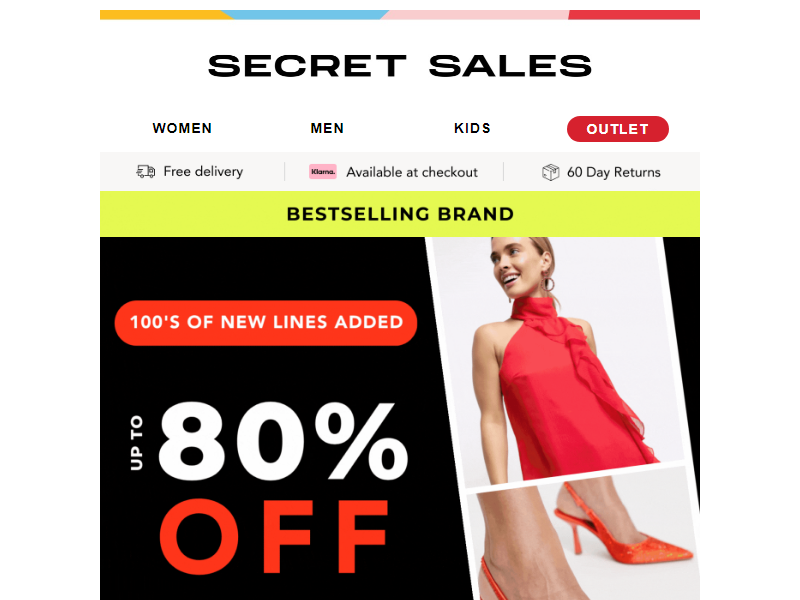 SECRET SALES
WOMEN MEN KIDS OUTLET
Free delivery Klarna. Available at checkout 60 Day Returns
BESTSELLING BRAND
100'S OF NEW LINES ADDED
UP TO
80%
OFF